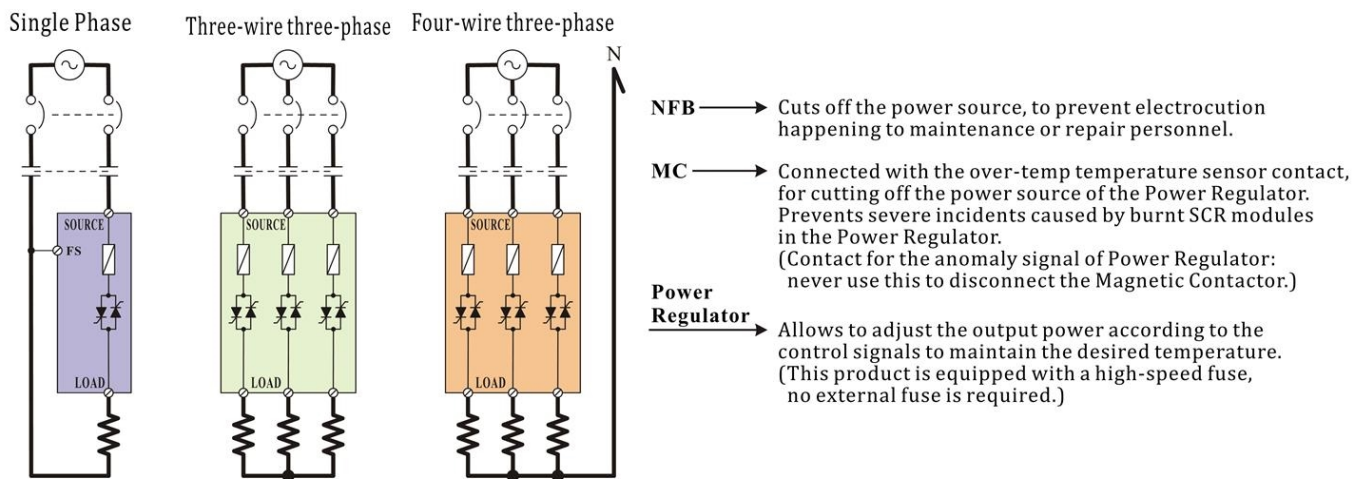 Single Phase
Three-wire three-phase
Four-wire three-phase
N
SOURCE
FS
LOAD
SOURCE
LOAD
SOURCE
LOAD
NFB
Cuts off the power source, to prevent electrocution
happening to maintenance or repair personnel.
MC
Connected with the over-temp temperature sensor contact,
for cutting off the power source of the Power Regulator.
Prevents severe incidents caused by burnt SCR modules
in the Power Regulator.
(Contact for the anomaly signal of Power Regulator:
never use this to disconnect the Magnetic Contactor.)
Power
Regulator
Allows to adjust the output power according to the
control signals to maintain the desired temperature.
(This product is equipped with a high-speed fuse,
no external fuse is required.)